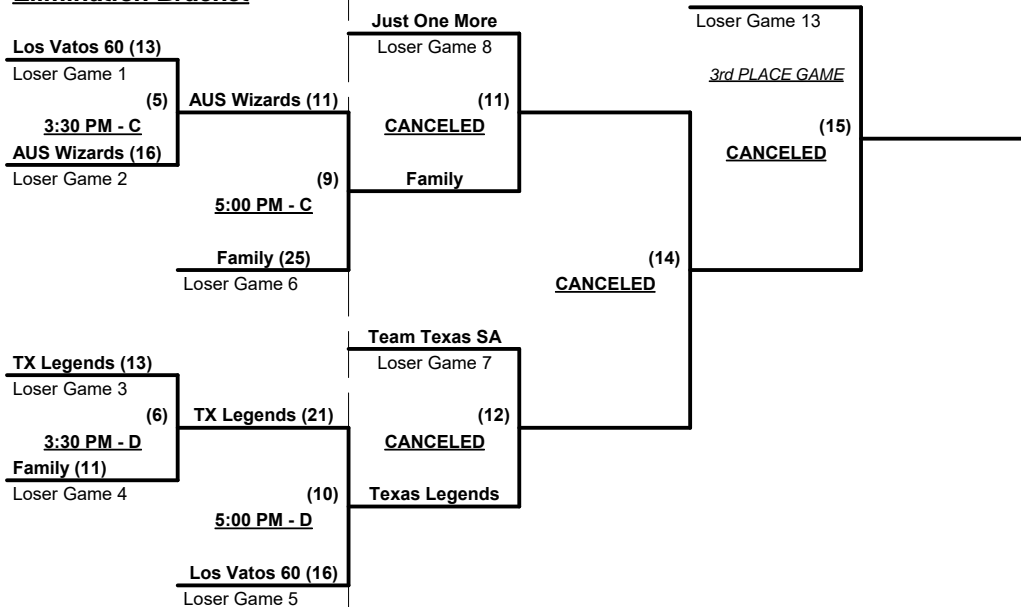 Elimination Bracket
Just One More
Loser Game 13
Los Vatos 60 (13)
Loser Game 8
Loser Game 1
3rd PLACE GAME
(5)
AUS Wizards (11)
(11)
3:30 PM - C
CANCELED
(15)
AUS Wizards (16)
CANCELED
Loser Game 2
(9)
Family
5:00 PM - C
Family (25)
(14)
Loser Game 6
CANCELED
Team Texas SA
TX Legends (13)
Loser Game 7
Loser Game 3
(6)
TX Legends (21)
(12)
3:30 PM - D
CANCELED
Family (11)
Loser Game 4
(10)
Texas Legends
5:00 PM - D
Los Vatos 60 (16)
Loser Game 5